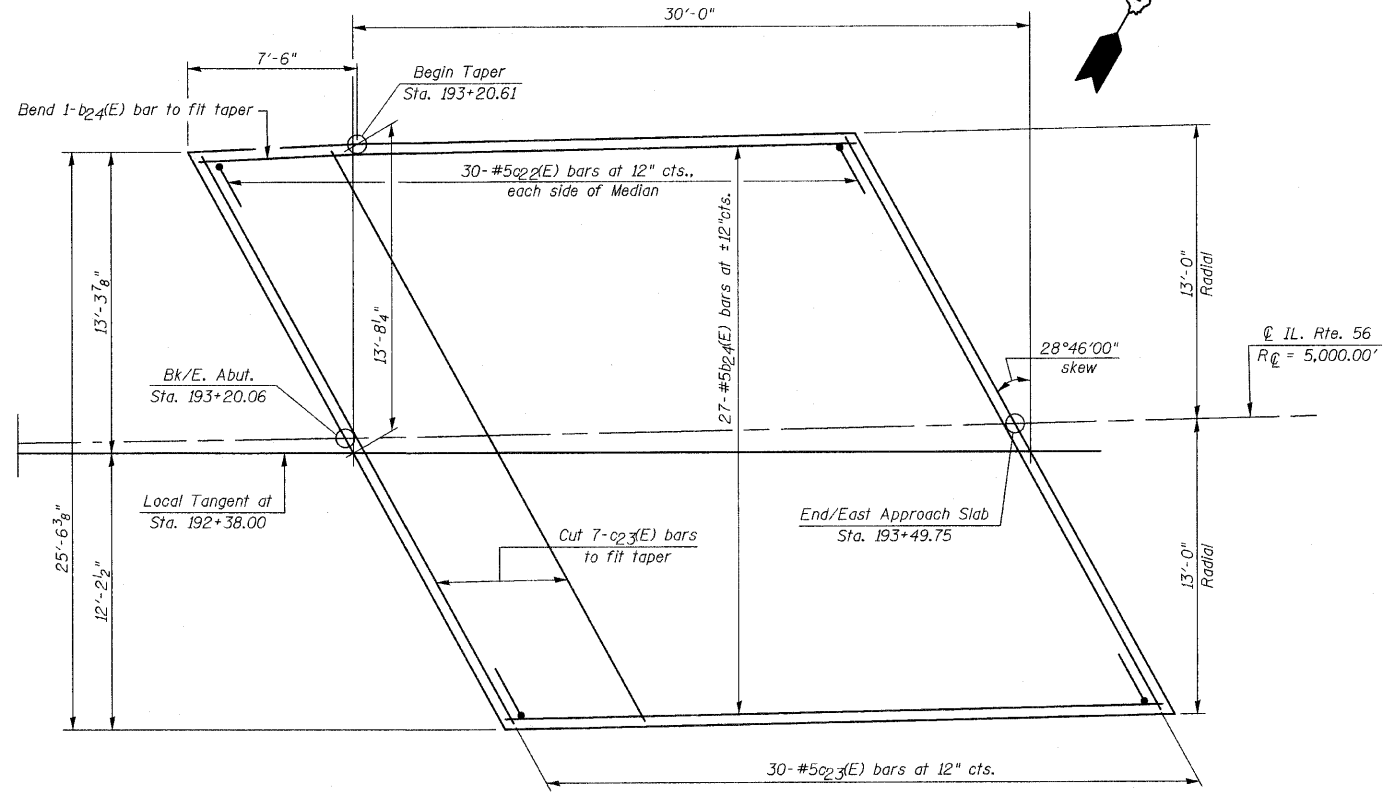 30'-0"
7'-6"
Begin Taper
Sta. 193+20.61
Bend 1-b24(E) bar to fit taper
30-#5c22(E) bars at 12" cts.,
each side of Median
13'-3 7/8"
13'-8 1/4"
27-#5b24(E) bars at ±12"cts.
13'-0"
Radial
28°46'00"
skew
℄ IL. Rte. 56
R℄ = 5,000.00'
Bk/E. Abut.
Sta. 193+20.06
Local Tangent at
Sta. 192+38.00
End/East Approach Slab
Sta. 193+49.75
Cut 7-c23(E) bars
to fit taper
25'-6 3/8"
12'-2 1/2"
13'-0"
Radial
30-#5c23(E) bars at 12" cts.